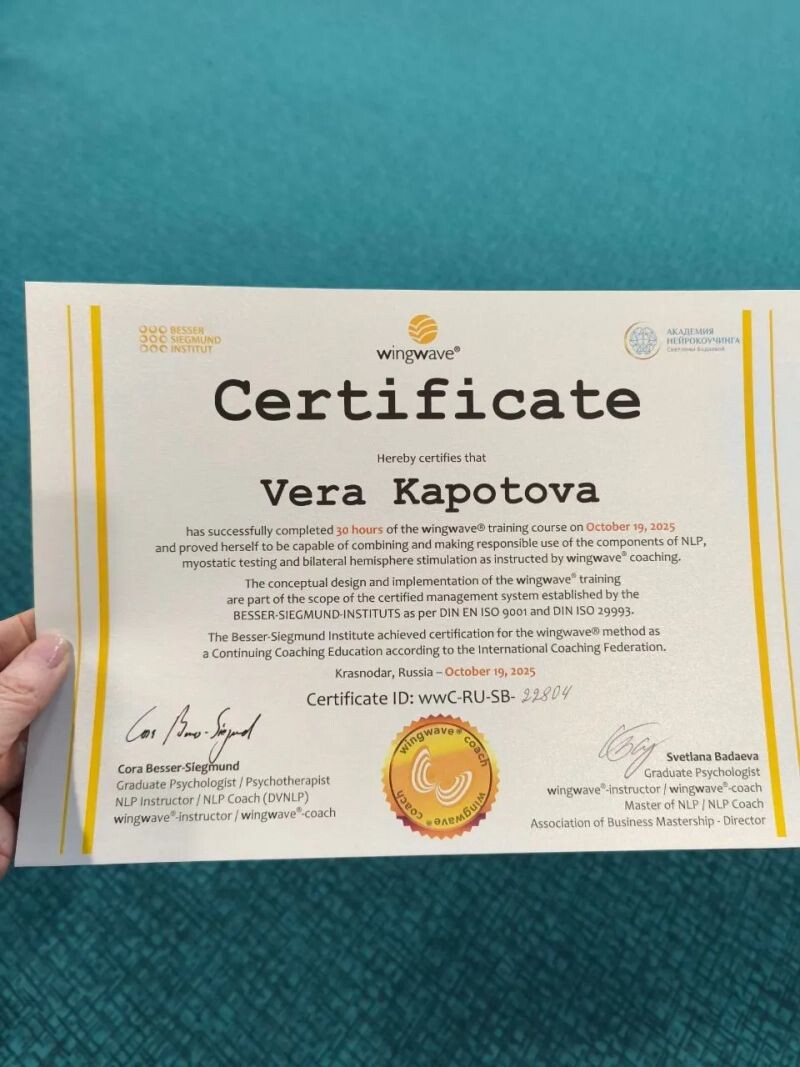 BESSER
SIEGMUND
INSTITUT
wingwave®
АКАДЕМИЯ
НЕЙРОКОУЧИНГА
Светланы Бадаевой
Certificate
Hereby certifies that
Vera Kapotova
has successfully completed 30 hours of the wingwave® training course on October 19, 2025
and proved herself to be capable of combining and making responsible use of the components of NLP,
myostatic testing and bilateral hemisphere stimulation as instructed by wingwave® coaching.
The conceptual design and implementation of the wingwave® training
are part of the scope of the certified management system established by the
BESSER-SIEGMUND-INSTITUTS as per DIN EN ISO 9001 and DIN ISO 29993.
The Besser-Siegmund Institute achieved certification for the wingwave® method as
a Continuing Coaching Education according to the International Coaching Federation.
Krasnodar, Russia – October 19, 2025
Certificate ID: wwC-RU-SB- 22804
Cora Besser-Siegmund
Cora Besser-Siegmund
Graduate Psychologist / Psychotherapist
NLP Instructor / NLP Coach (DVNLP)
wingwave®-instructor / wingwave®-coach
wingwave® coach
wingwave® coach
Svetlana Badaeva
Graduate Psychologist
wingwave®-instructor / wingwave®-coach
Master of NLP / NLP Coach
Association of Business Mastership - Director